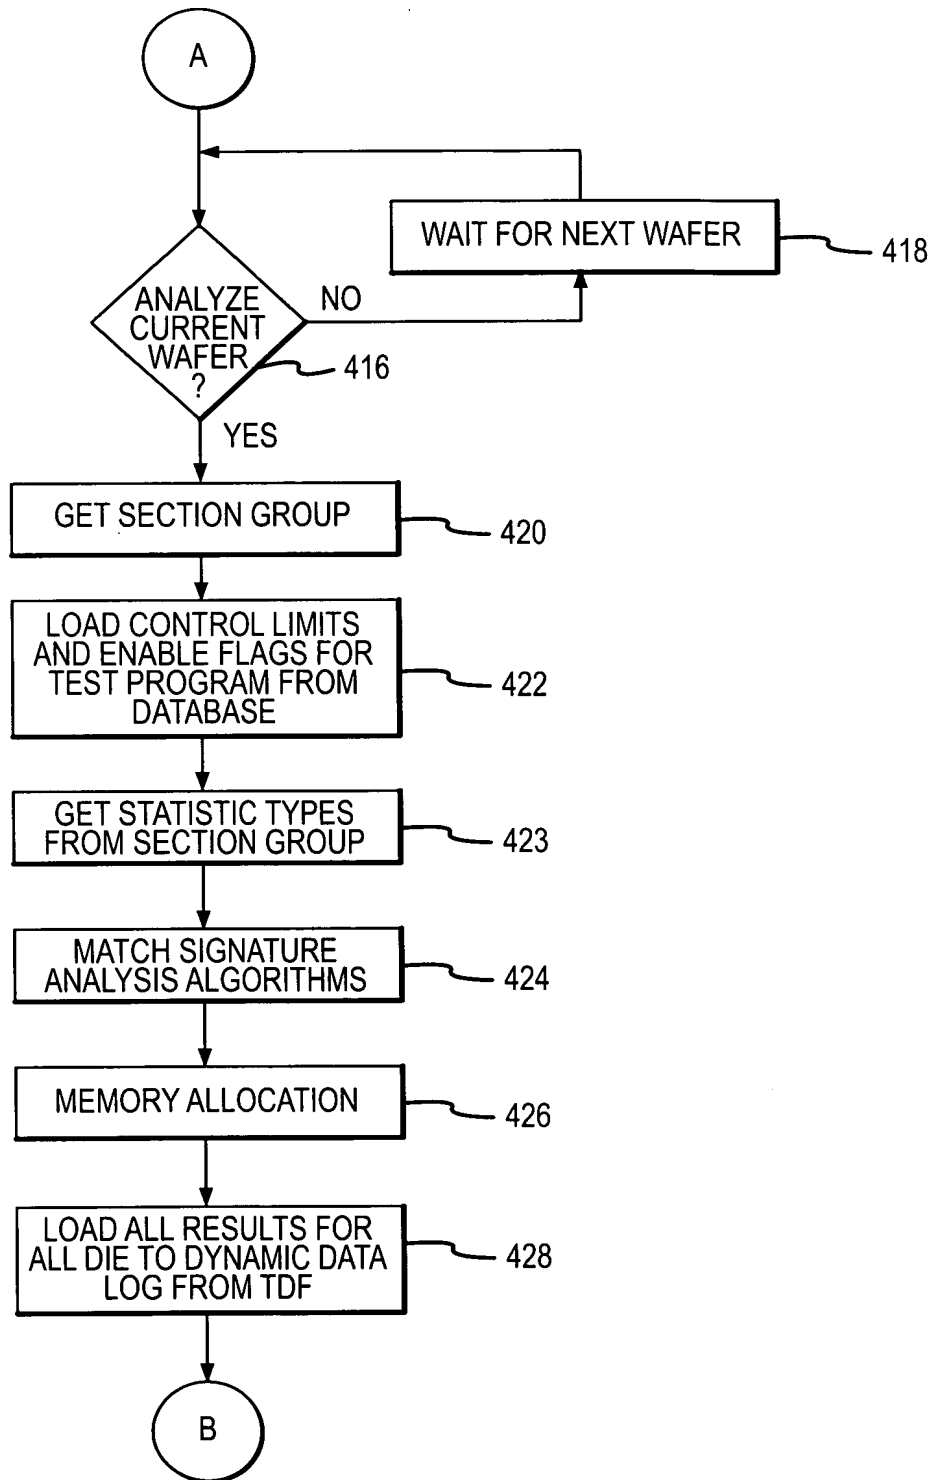 A
WAIT FOR NEXT WAFER
418
ANALYZE
CURRENT
WAFER
?
NO
416
YES
GET SECTION GROUP
420
LOAD CONTROL LIMITS
AND ENABLE FLAGS FOR
TEST PROGRAM FROM
DATABASE
422
GET STATISTIC TYPES
FROM SECTION GROUP
423
MATCH SIGNATURE
ANALYSIS ALGORITHMS
424
MEMORY ALLOCATION
426
LOAD ALL RESULTS FOR
ALL DIE TO DYNAMIC DATA
LOG FROM TDF
428
B